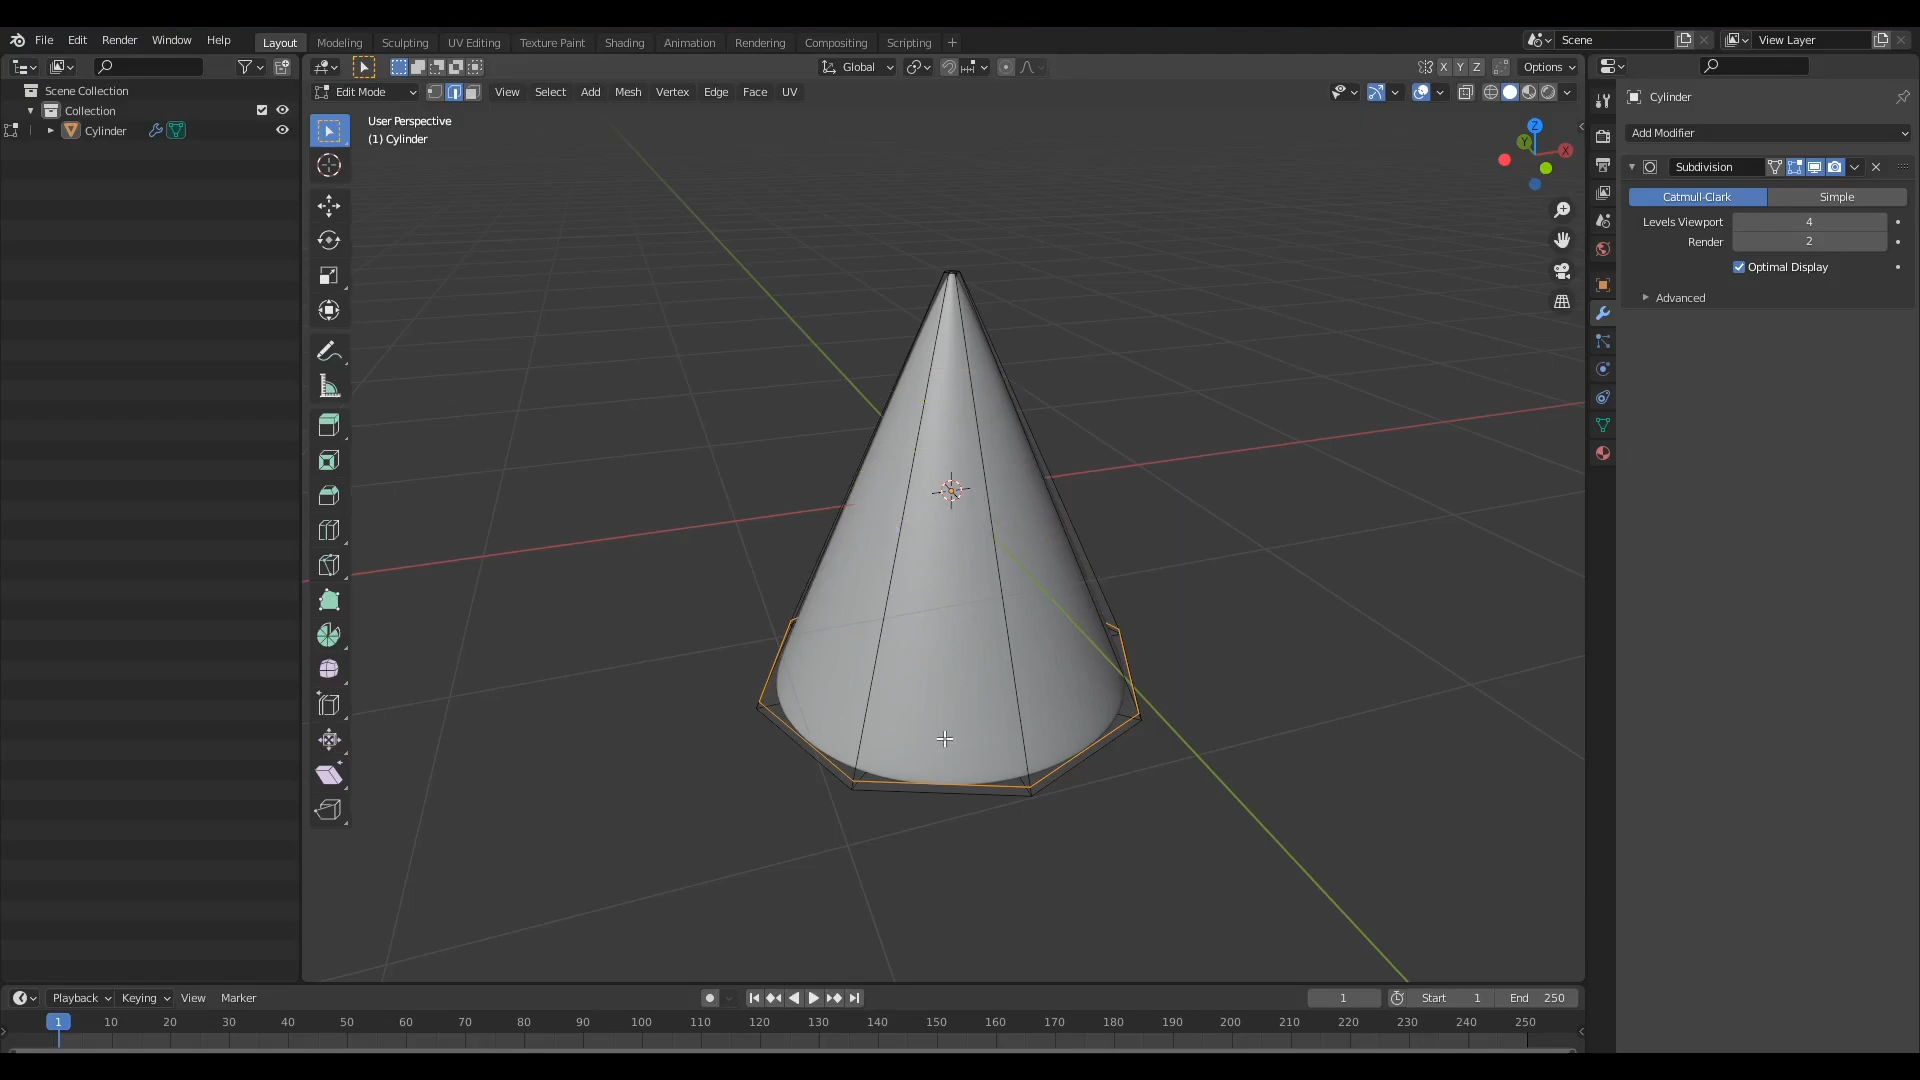 File Edit Render Window Help Layout Modeling Sculpting UV Editing Texture Paint Shading Animation Rendering Compositing Scripting + Scene View Layer
Global X Y Z Options
Scene Collection
Edit Mode View Select Add Mesh Vertex Edge Face UV
Collection
Cylinder
User Perspective
(1) Cylinder
Z
Y
X
Cylinder
Add Modifier
Subdivision
Catmull-Clark Simple
Levels Viewport 4
Render 2
Optimal Display
Advanced
Playback Keying View Marker 1 Start 1 End 250
1 10 20 30 40 50 60 70 80 90 100 110 120 130 140 150 160 170 180 190 200 210 220 230 240 250